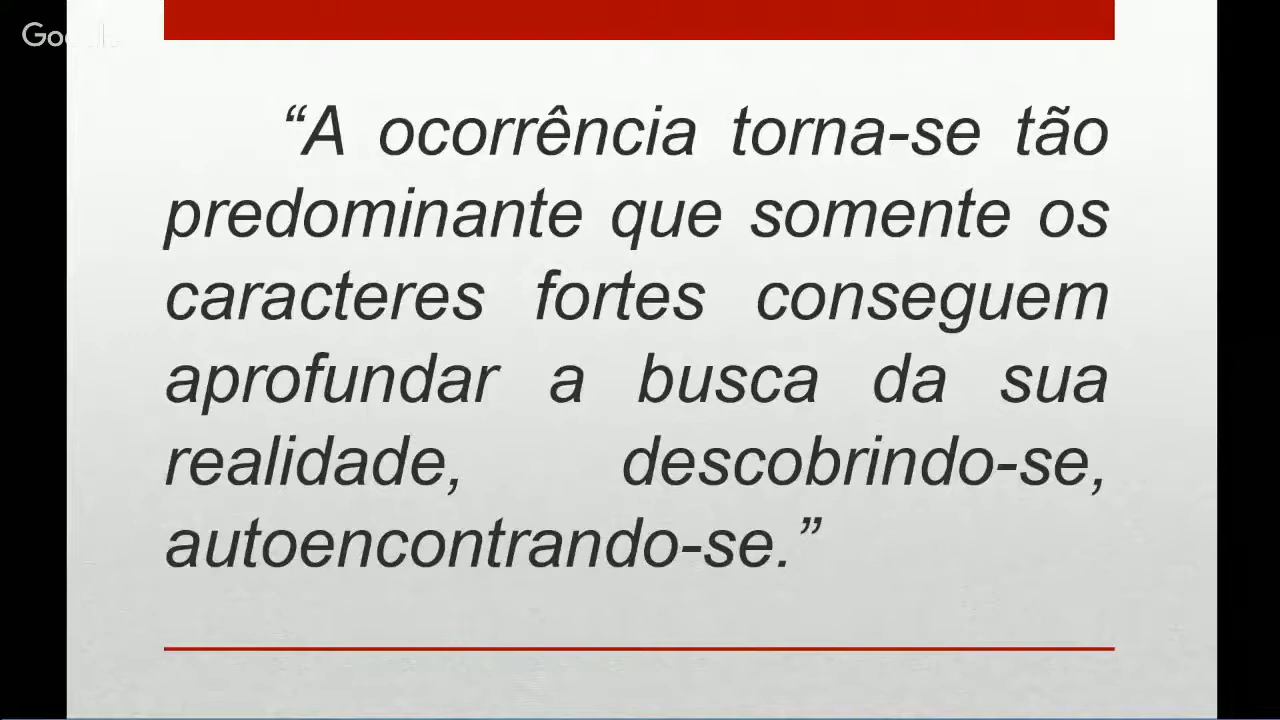 “A ocorrência torna-se tão
predominante que somente os
caracteres fortes conseguem
aprofundar a busca da sua
realidade, descobrindo-se,
autoencontrando-se.”